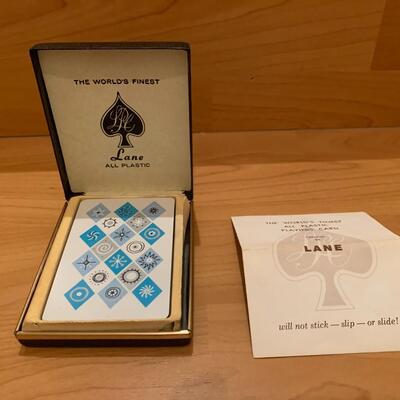 THE WORLD'S FINEST
Lane
ALL PLASTIC
THE WORLD'S FINEST
ALL PLASTIC
PLAYING CARD
LANE
will not stick — slip — or slide!